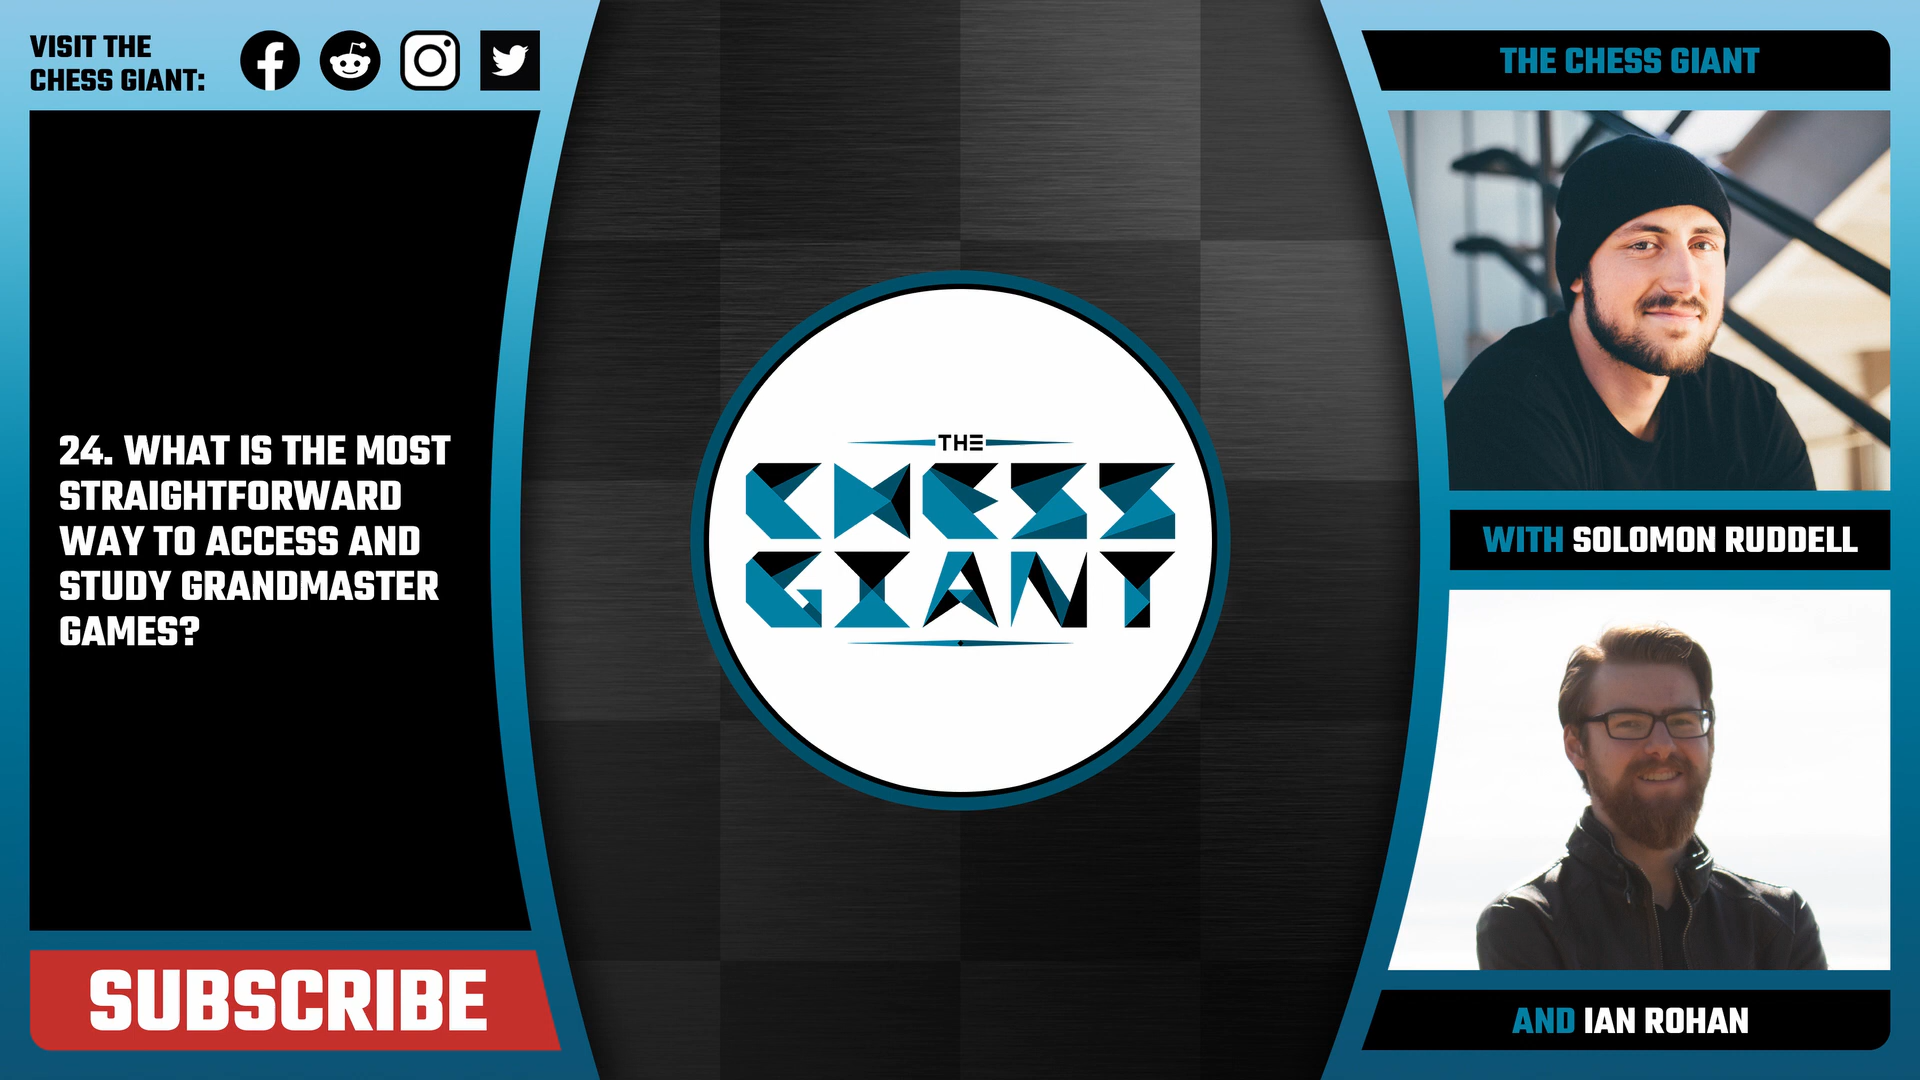 VISIT THE
CHESS GIANT:
24. WHAT IS THE MOST
STRAIGHTFORWARD
WAY TO ACCESS AND
STUDY GRANDMASTER
GAMES?
SUBSCRIBE
THE
CHESS
GIANT
THE CHESS GIANT
WITH SOLOMON RUDDELL
AND IAN ROHAN